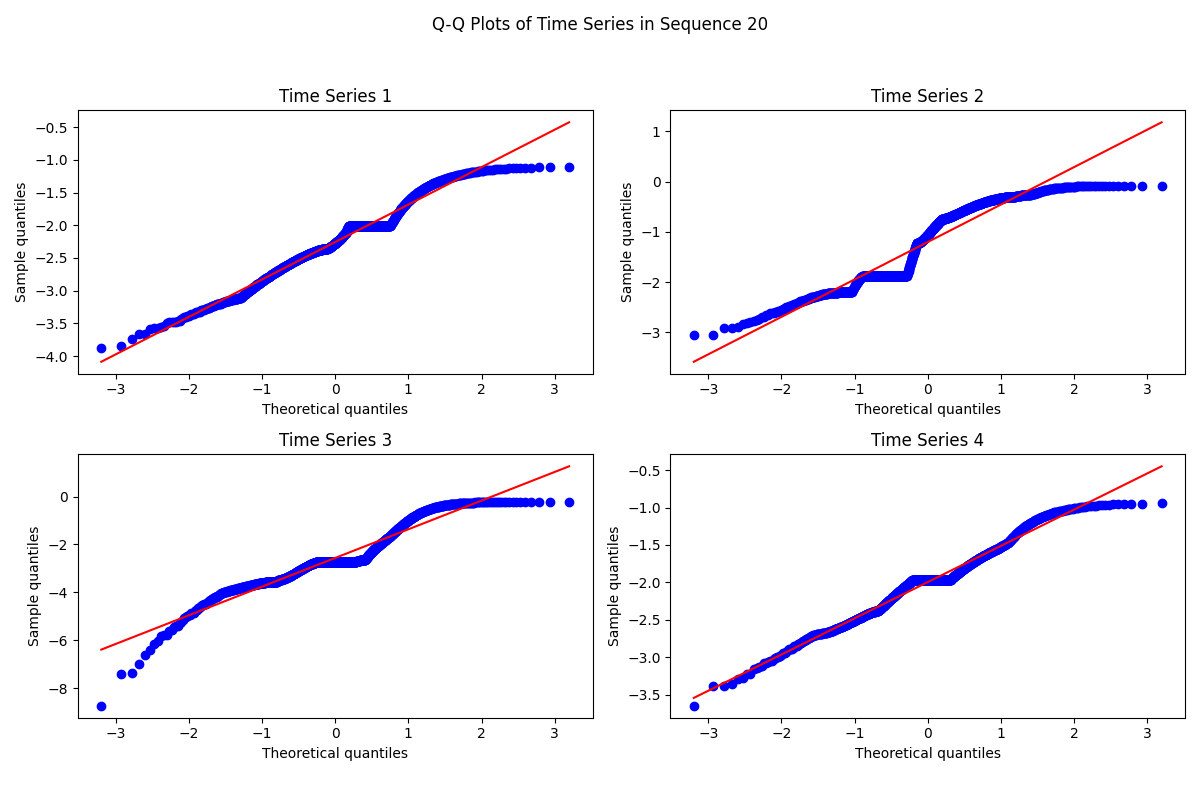 Q-Q Plots of Time Series in Sequence 20
Time Series 1
−0.5
−1.0
−1.5
−2.0
−2.5
−3.0
−3.5
−4.0
Sample quantiles
−3 −2 −1 0 1 2 3
Theoretical quantiles
Time Series 2
1
0
−1
−2
−3
Sample quantiles
−3 −2 −1 0 1 2 3
Theoretical quantiles
Time Series 3
0
−2
−4
−6
−8
Sample quantiles
−3 −2 −1 0 1 2 3
Theoretical quantiles
Time Series 4
−0.5
−1.0
−1.5
−2.0
−2.5
−3.0
−3.5
Sample quantiles
−3 −2 −1 0 1 2 3
Theoretical quantiles